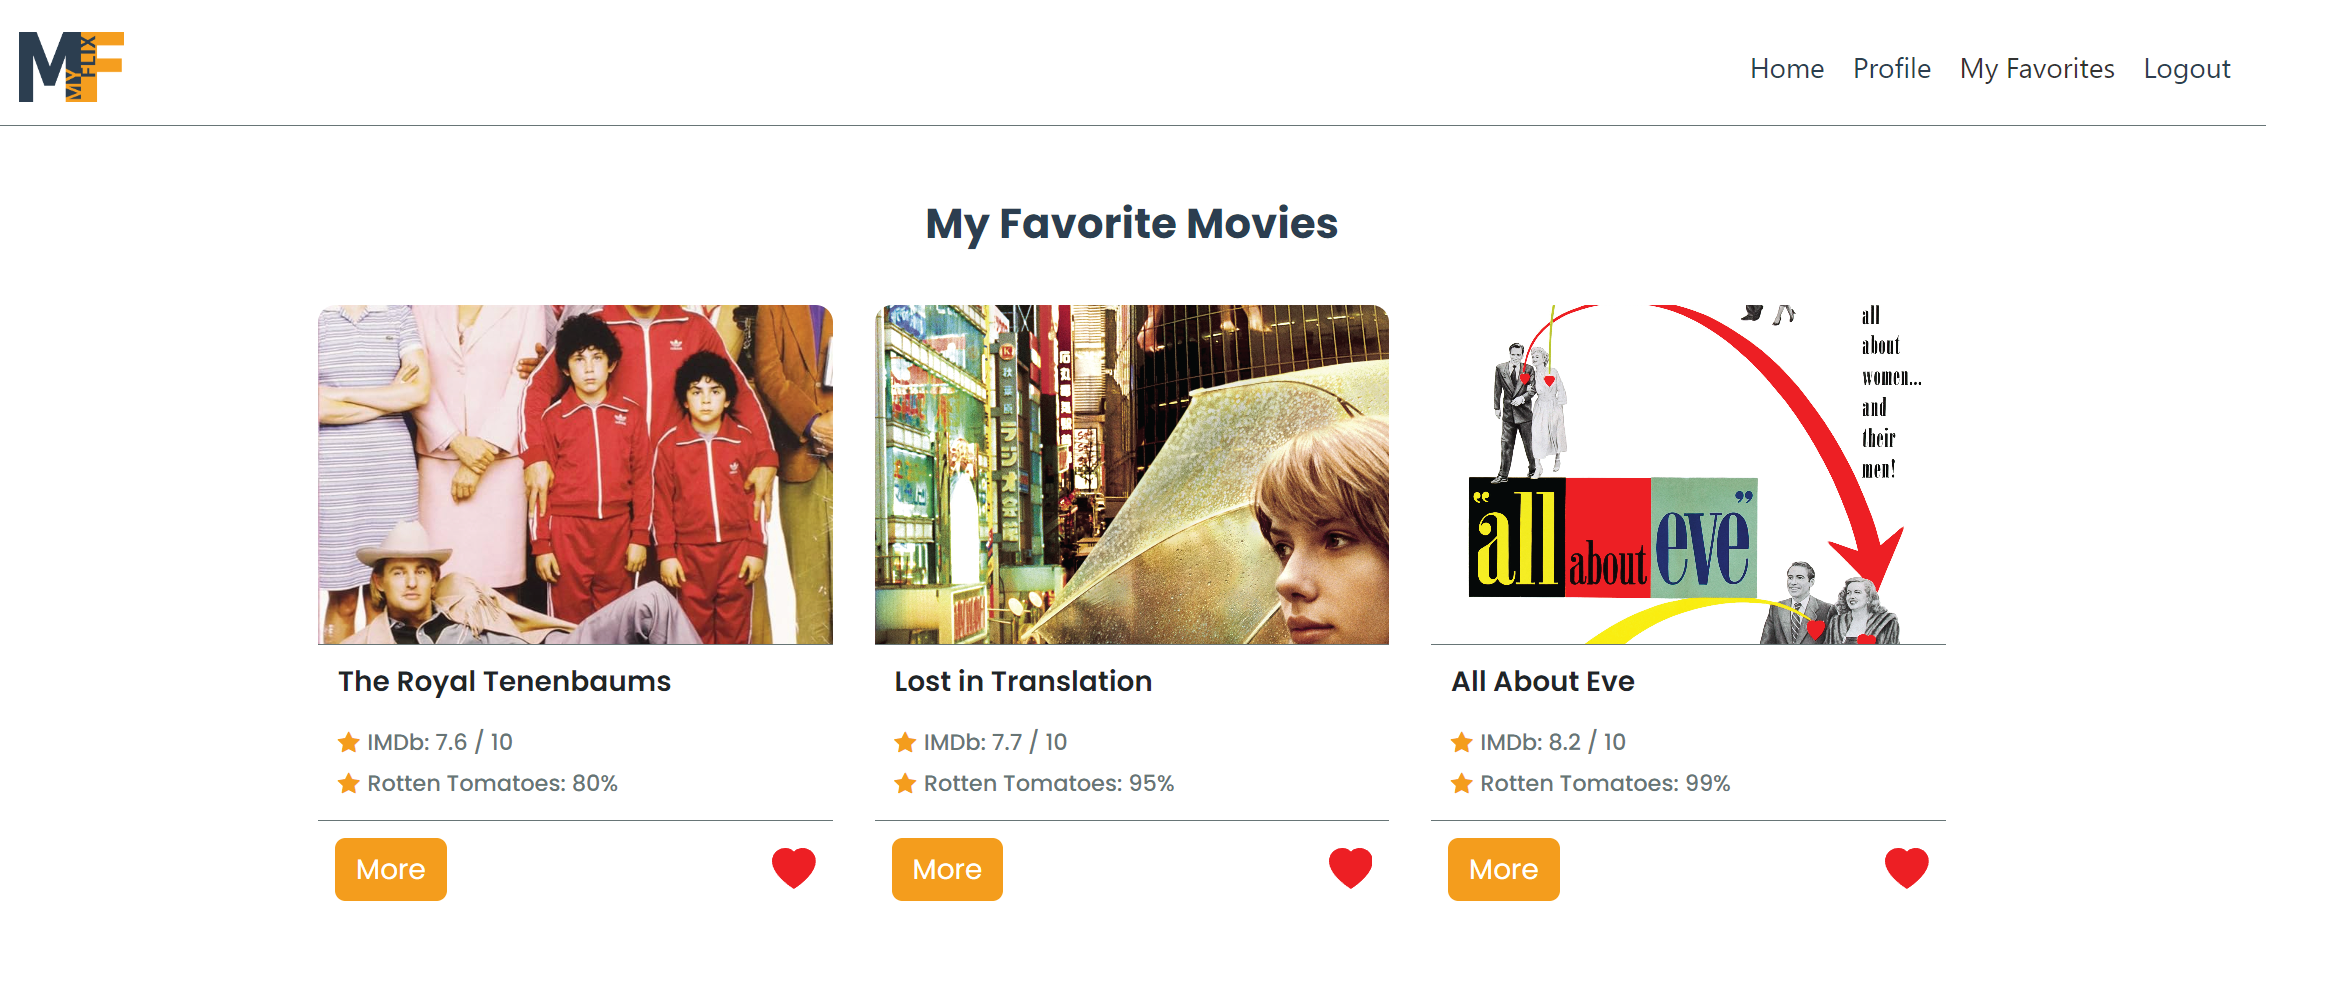 MY FLIX
MF
Home Profile My Favorites Logout
My Favorite Movies
all
about
women...
and
their
men!
"all about eve"
The Royal Tenenbaums
IMDb: 7.6 / 10
Rotten Tomatoes: 80%
More
Lost in Translation
IMDb: 7.7 / 10
Rotten Tomatoes: 95%
More
All About Eve
IMDb: 8.2 / 10
Rotten Tomatoes: 99%
More